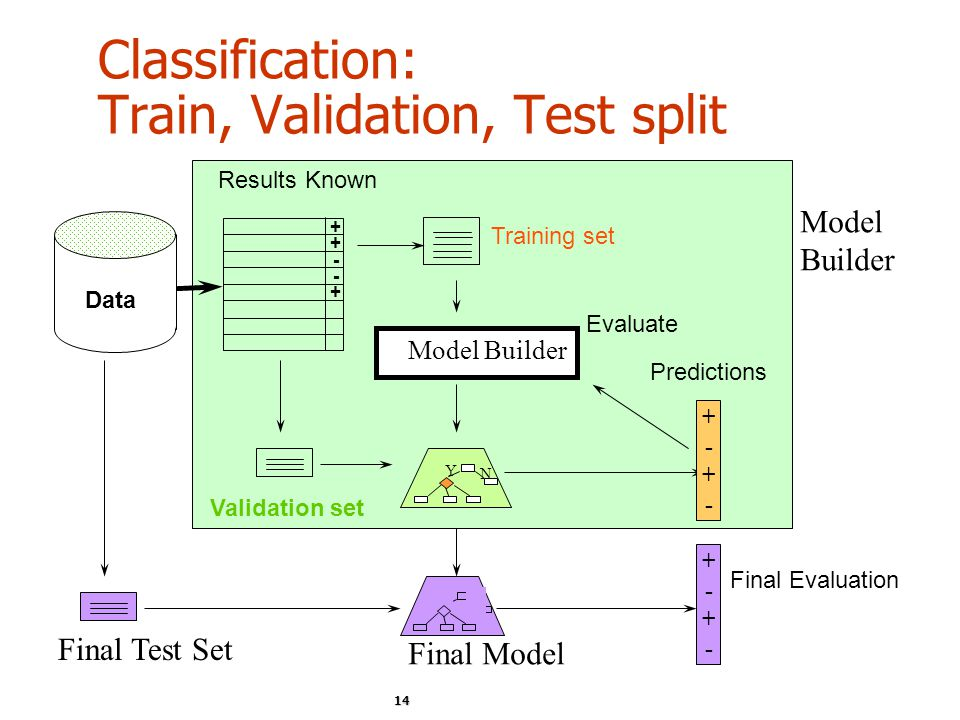 Classification:
Train, Validation, Test split
Results Known
Model
Builder
+
+
-
-
+
Training set
Data
Evaluate
Model Builder
Predictions
+
-
+
-
Y
N
Validation set
+
-
+
-
Final Evaluation
Final Test Set
Final Model
14